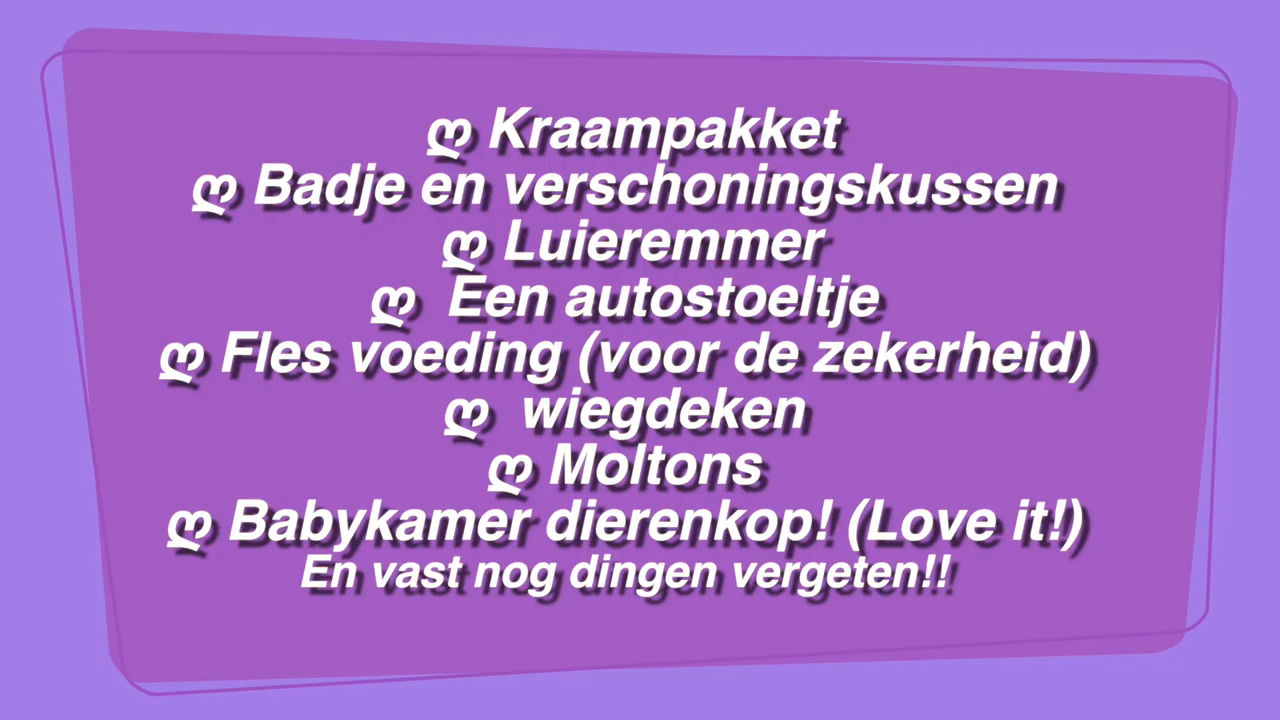 ღ Kraampakket
ღ Badje en verschoningskussen
ღ Luieremmer
ღ Een autostoeltje
ღ Fles voeding (voor de zekerheid)
ღ wiegdeken
ღ Moltons
ღ Babykamer dierenkop! (Love it!)
En vast nog dingen vergeten!!